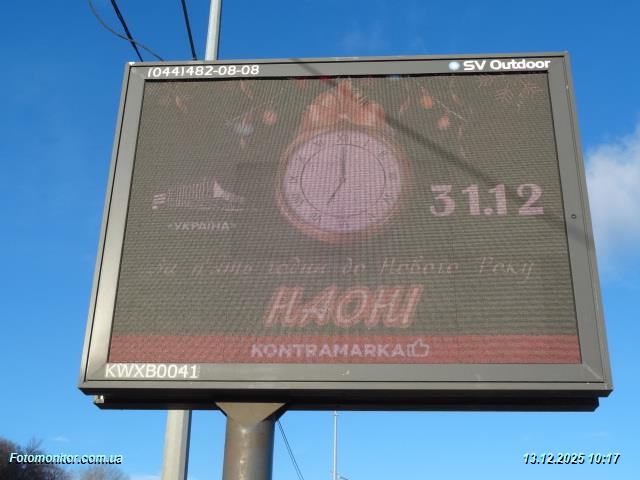 (044)482-08-08
SV Outdoor
31.12
«УКРАЇНА»
За п'ять годин до Нового Року
НАОНІ
KONTRAMARKA
KWXB0041
Fotomonitor.com.ua
13.12.2025 10:17